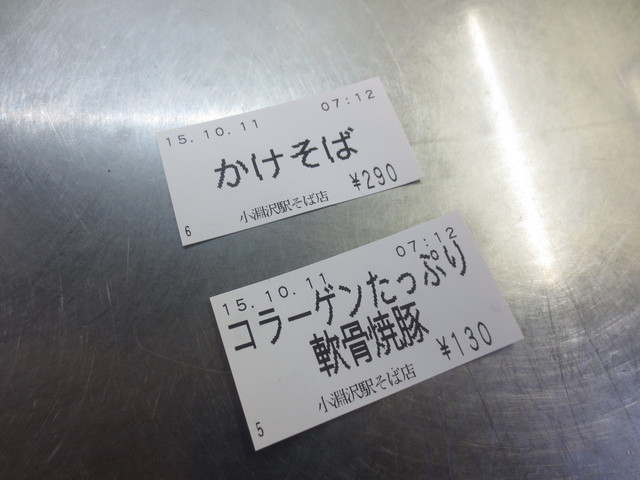 15.10.11 07:12
かけそば
¥290
小淵沢駅そば店
6
15.10.11 07:12
コラーゲンたっぷり
軟骨焼豚
¥130
小淵沢駅そば店
5